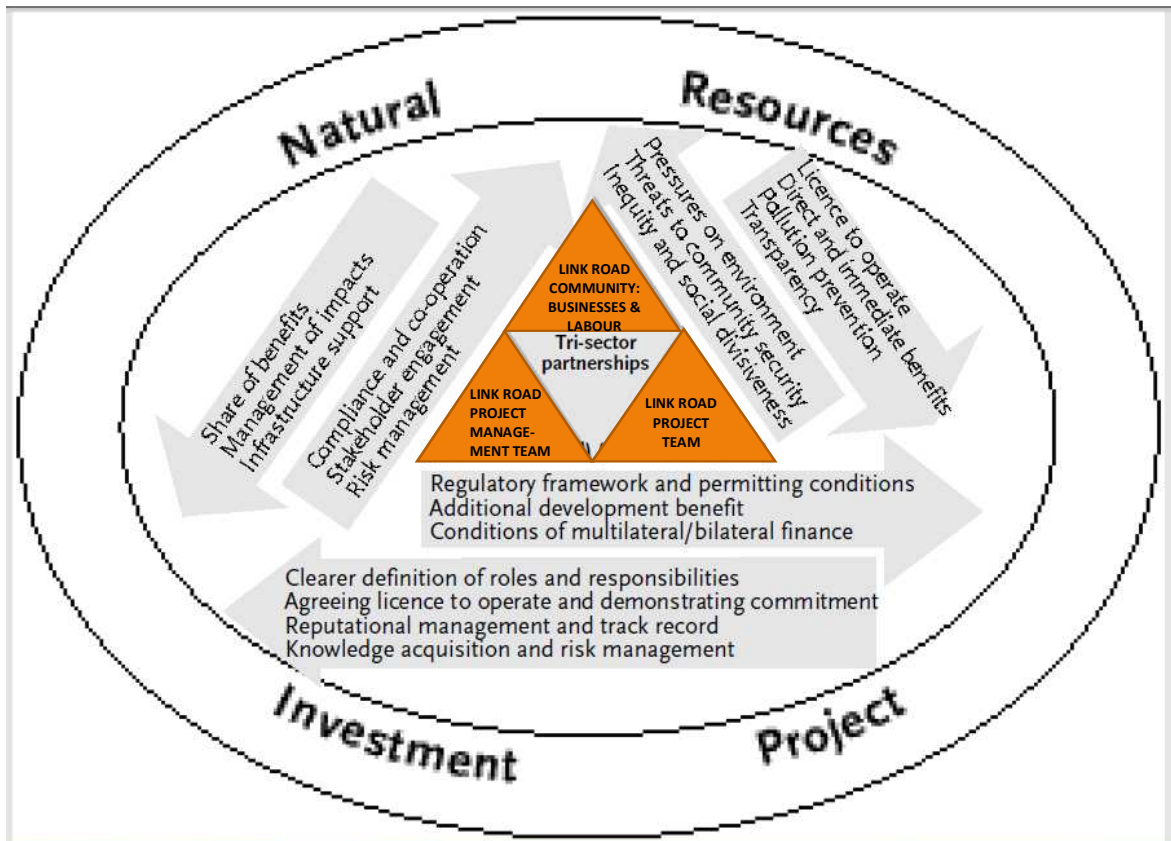 Natural
Resources
Share of benefits
Management of impacts
Infrastructure support
Compliance and co-operation
Stakeholder engagement
Risk management
Pressures on environment
Threats to community security
Inequity and social divisiveness
Licence to operate
Direct and immediate benefits
Pollution prevention
Transparency
LINK ROAD
COMMUNITY:
BUSINESSES &
LABOUR
Tri-sector
partnerships
LINK ROAD
PROJECT
MANAGE-
MENT TEAM
LINK ROAD
PROJECT
TEAM
Regulatory framework and permitting conditions
Additional development benefit
Conditions of multilateral/bilateral finance
Clearer definition of roles and responsibilities
Agreeing licence to operate and demonstrating commitment
Reputational management and track record
Knowledge acquisition and risk management
Investment
Project